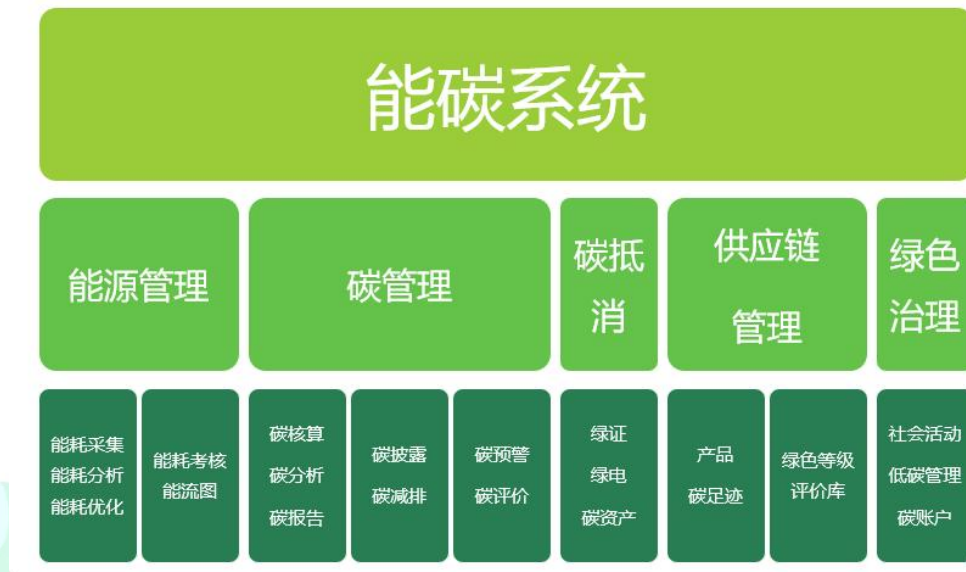 能碳系统
能源管理
碳管理
碳抵
消
供应链
管理
绿色
治理
能耗采集
能耗分析
能耗优化
能耗考核
能流图
碳核算
碳分析
碳报告
碳披露
碳减排
碳预警
碳评价
绿证
绿电
碳资产
产品
碳足迹
绿色等级
评价库
社会活动
低碳管理
碳账户